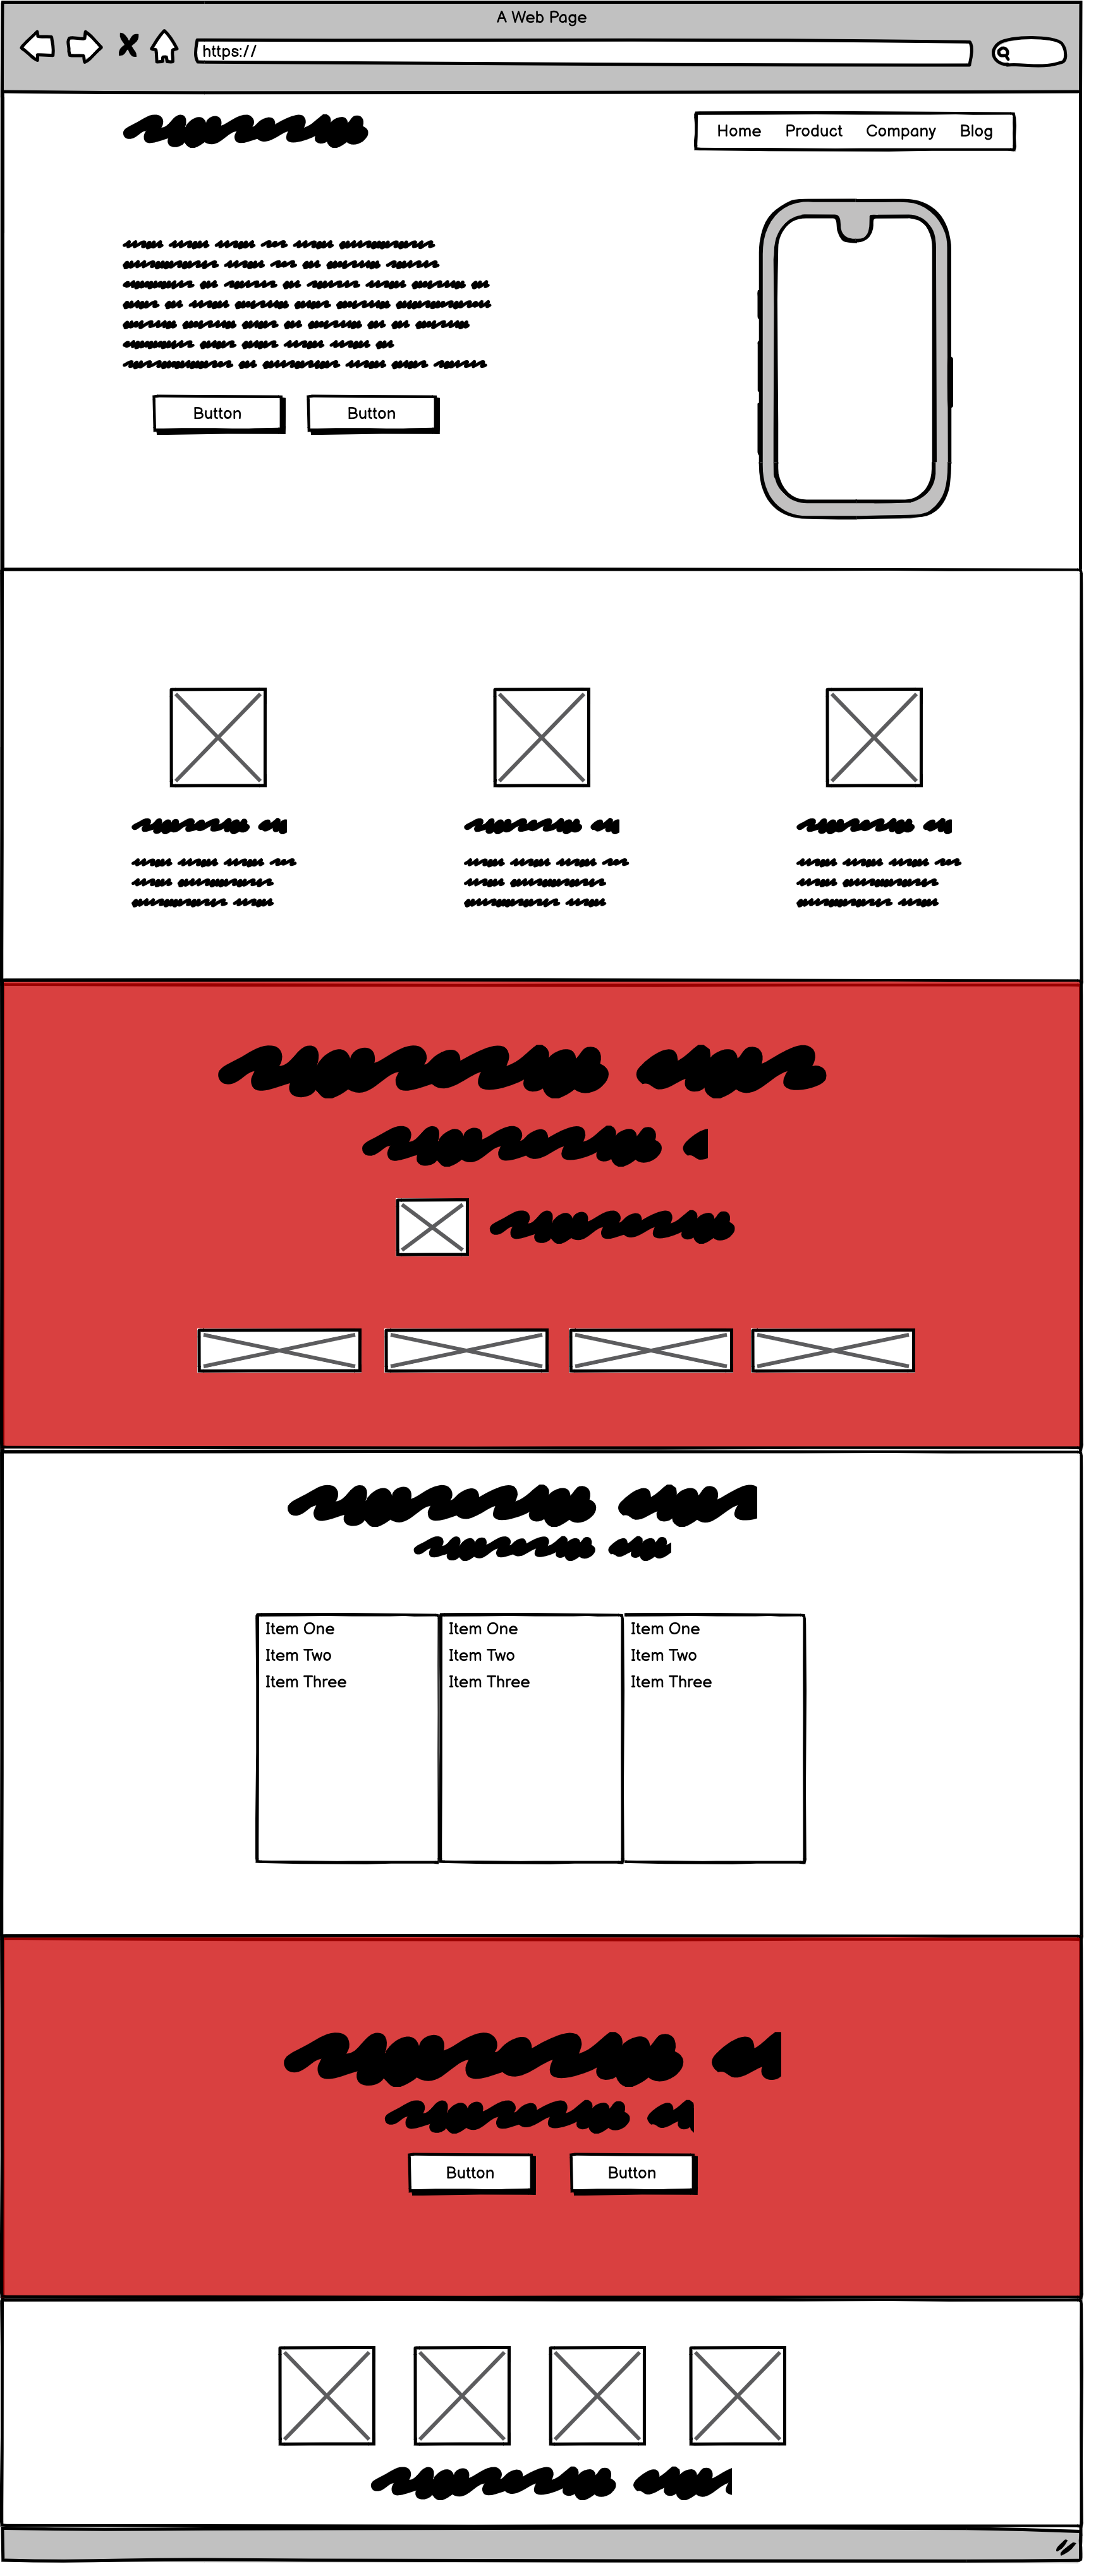 A Web Page
https://
Home Product Company Blog
Button Button
Item One Item One Item One
Item Two Item Two Item Two
Item Three Item Three Item Three
Button Button